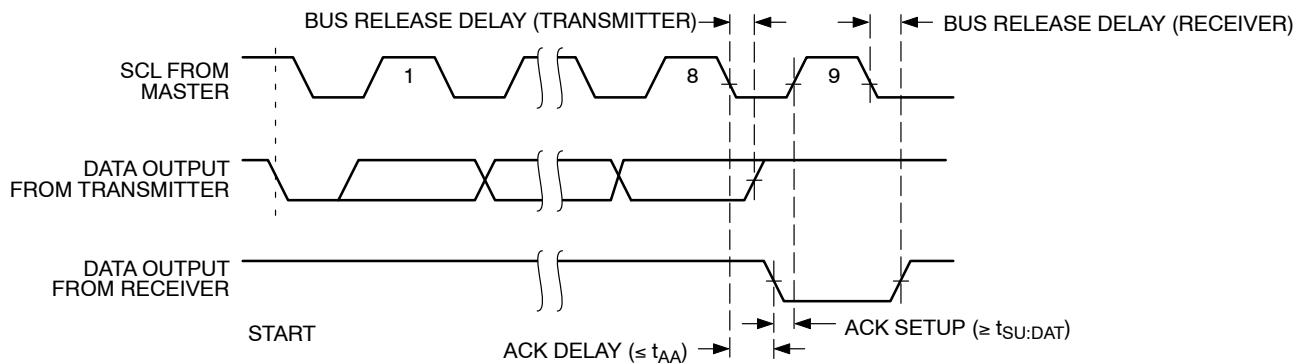 BUS RELEASE DELAY (TRANSMITTER)
BUS RELEASE DELAY (RECEIVER)
SCL FROM
MASTER
1
8
9
DATA OUTPUT
FROM TRANSMITTER
DATA OUTPUT
FROM RECEIVER
START
ACK SETUP (≥ tSU:DAT)
ACK DELAY (≤ tAA)